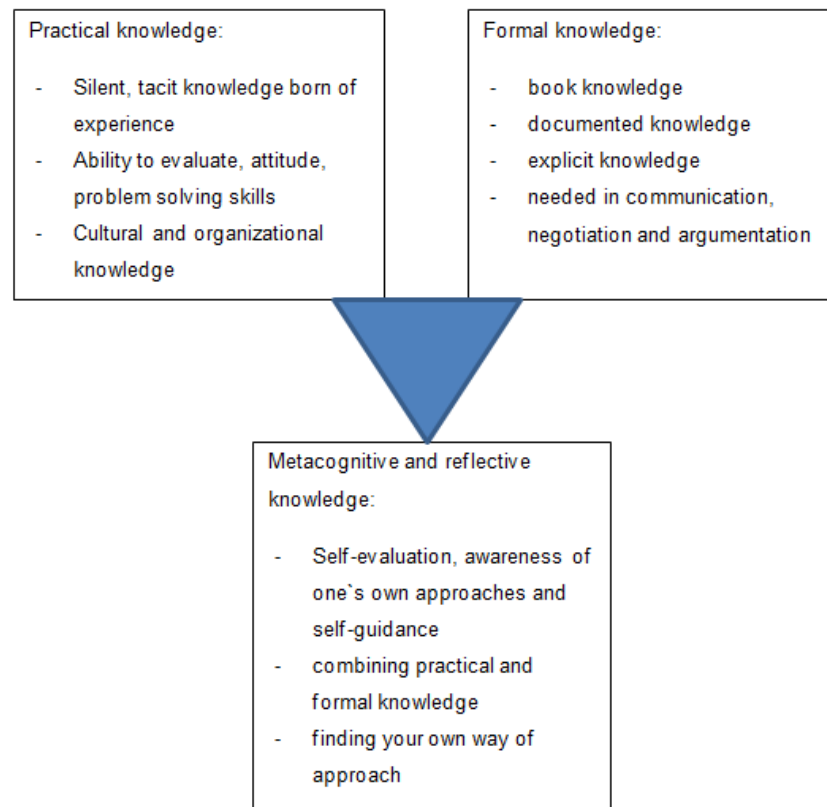 Practical knowledge:
- Silent, tacit knowledge born of
experience
- Ability to evaluate, attitude,
problem solving skills
- Cultural and organizational
knowledge
Formal knowledge:
- book knowledge
- documented knowledge
- explicit knowledge
- needed in communication,
negotiation and argumentation
Metacognitive and reflective
knowledge:
- Self-evaluation, awareness of
one`s own approaches and
self-guidance
- combining practical and
formal knowledge
- finding your own way of
approach